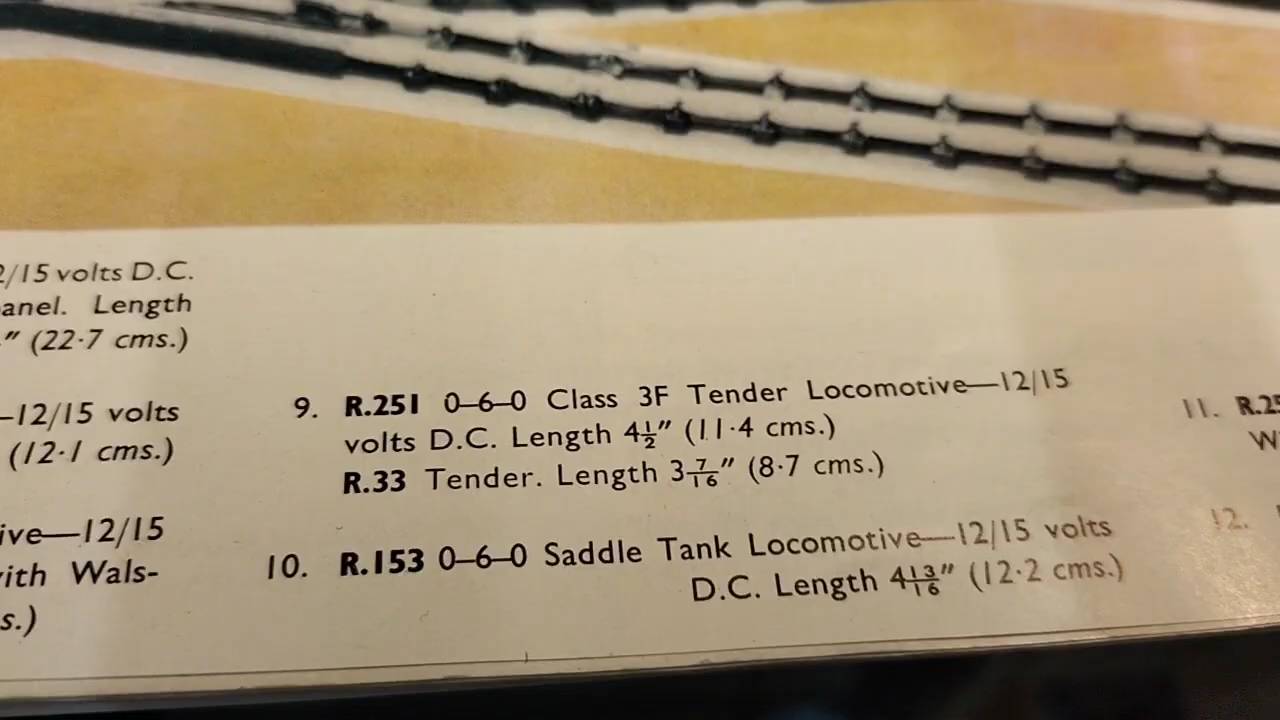 /15 volts D.C.
anel. Length
" (22·7 cms.)
—12/15 volts
(12·1 cms.)
ive—12/15
ith Wals-
s.)
9. R.251 0–6–0 Class 3F Tender Locomotive—12/15
volts D.C. Length 4½" (11·4 cms.)
R.33 Tender. Length 3 7/16" (8·7 cms.)
10. R.153 0–6–0 Saddle Tank Locomotive—12/15 volts
D.C. Length 4 13/16" (12·2 cms.)
11. R.25
W
12.